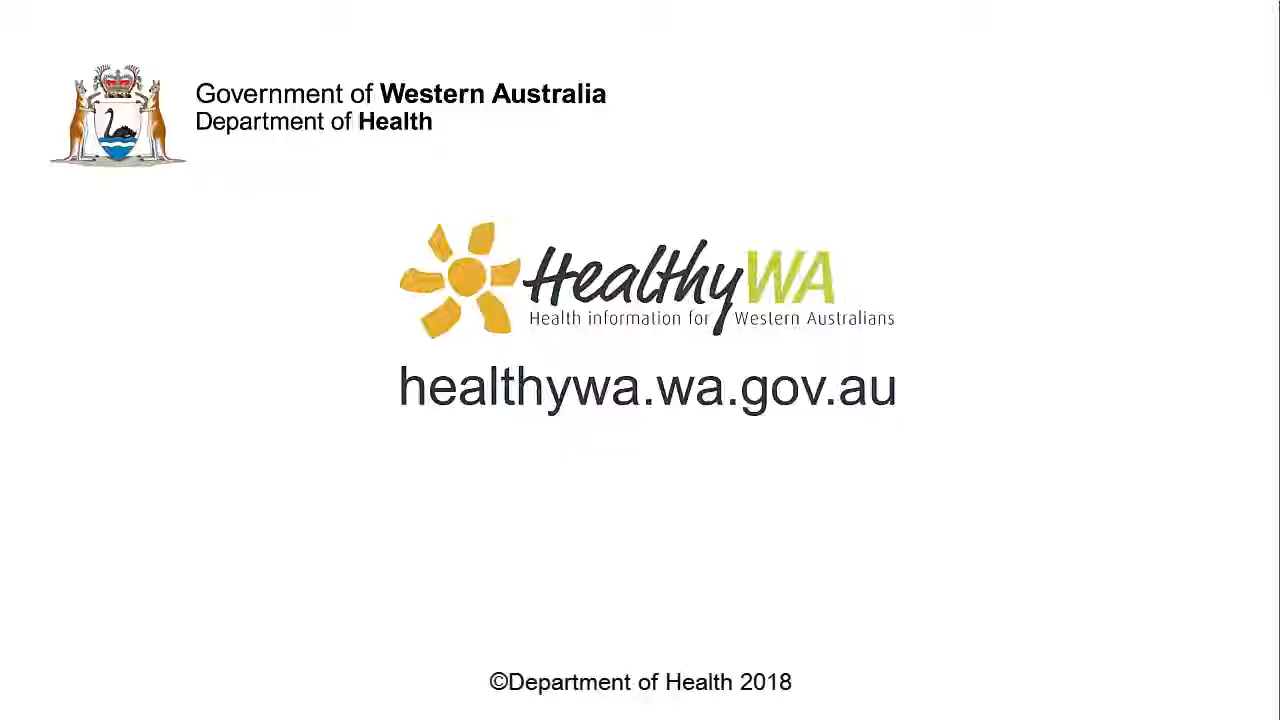 Government of Western Australia
Department of Health
HealthyWA
Health information for Western Australians
healthywa.wa.gov.au
©Department of Health 2018